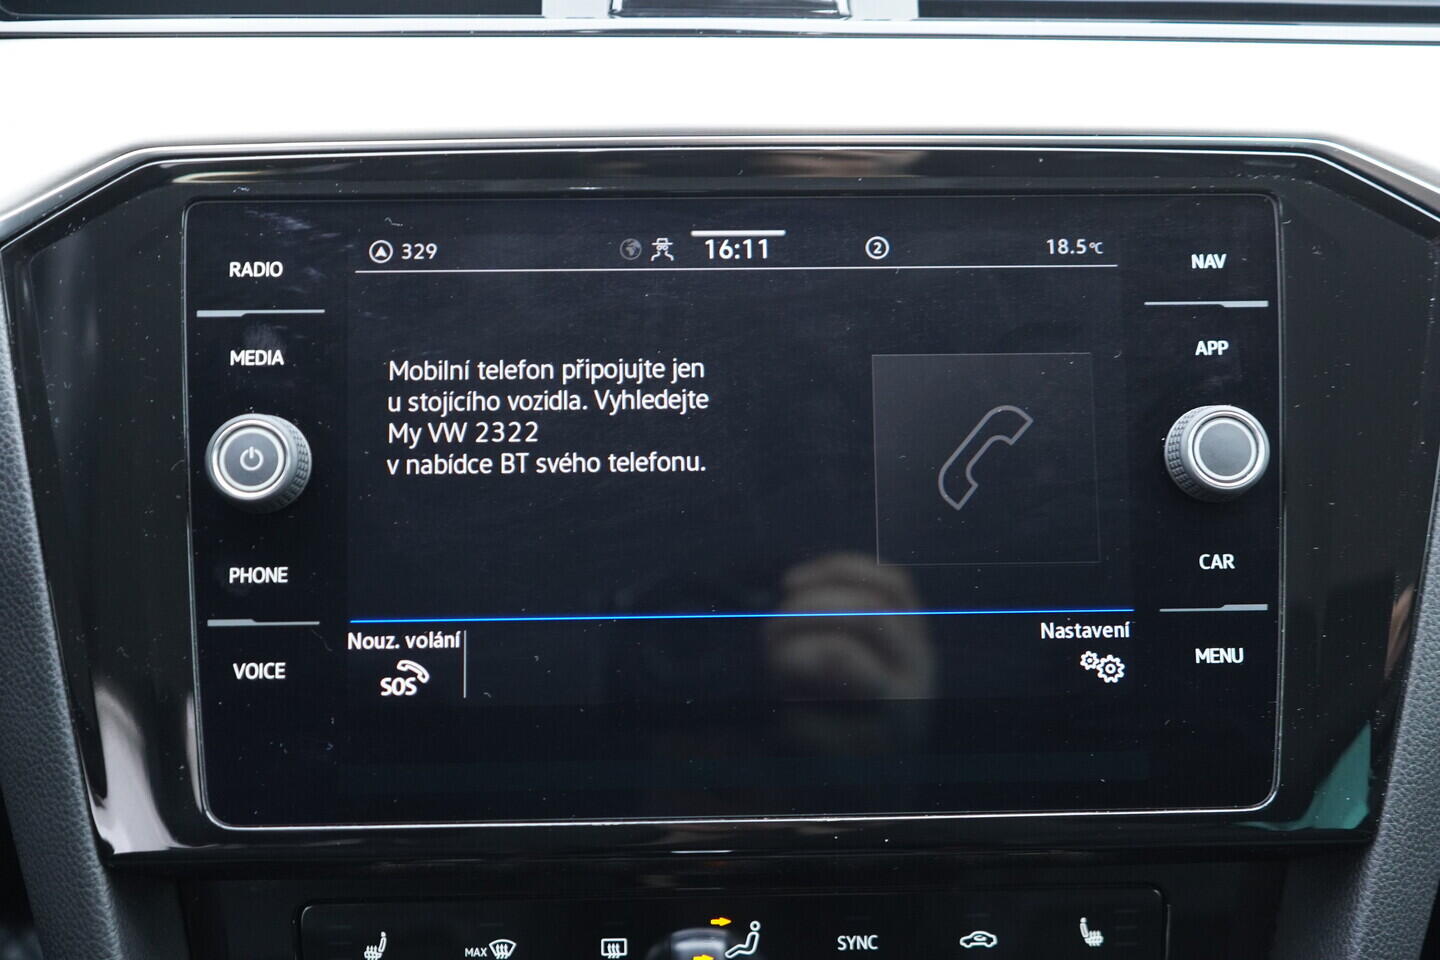 RADIO
329
16:11
2
18.5°C
NAV
MEDIA
APP
Mobilní telefon připojujte jen
u stojícího vozidla. Vyhledejte
My VW 2322
v nabídce BT svého telefonu.
PHONE
CAR
Nouz. volání
SOS
Nastavení
VOICE
MENU
MAX
SYNC